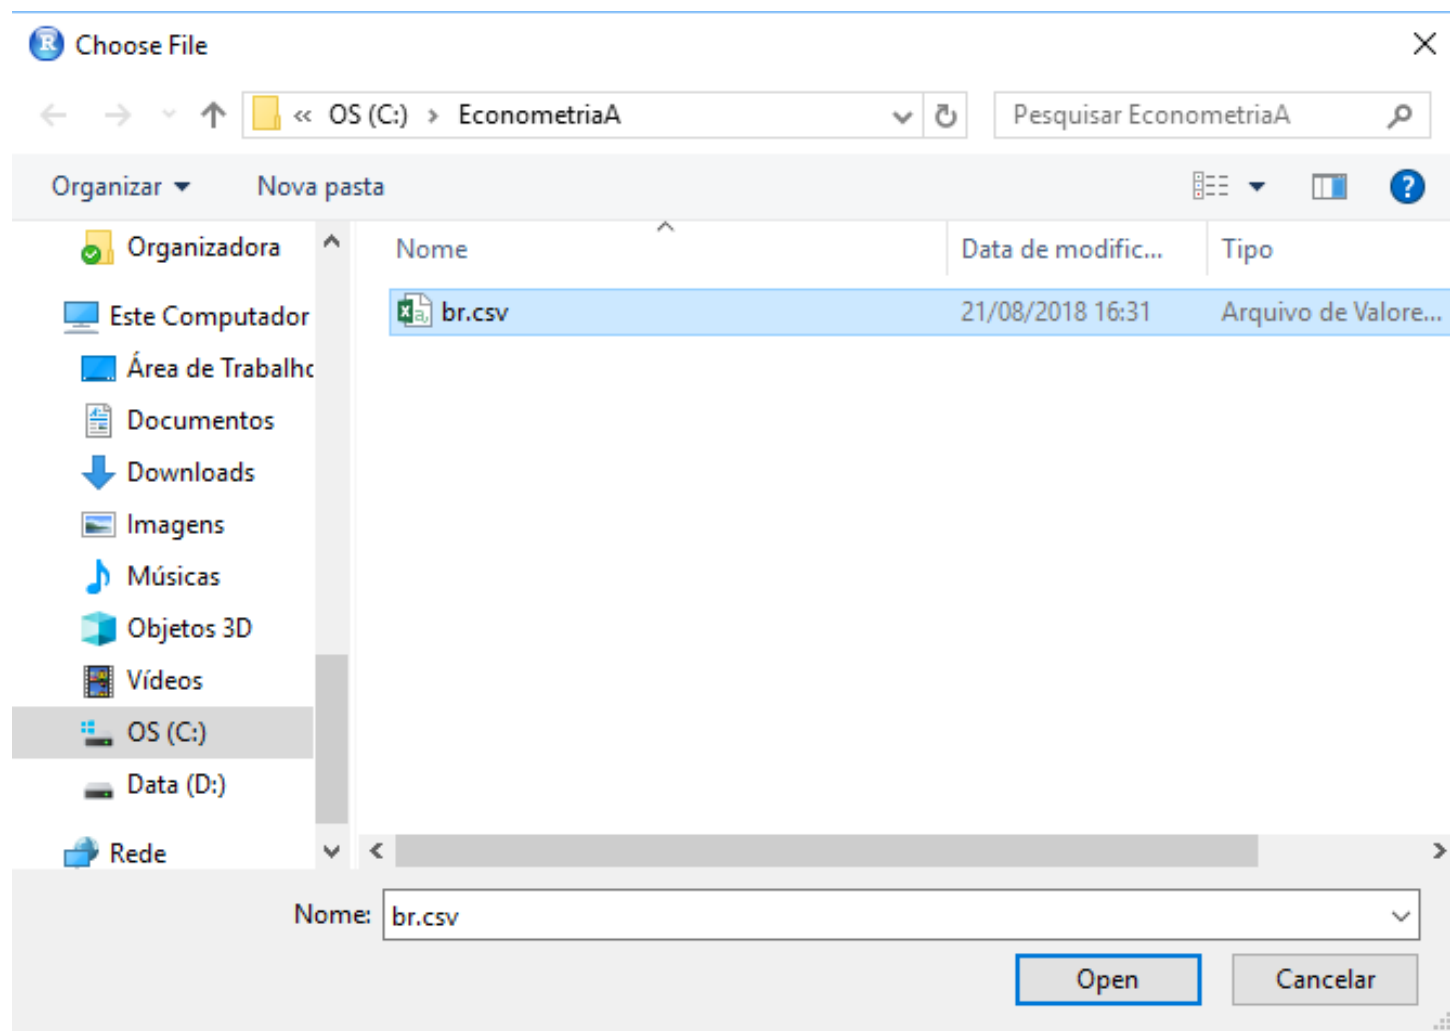 R Choose File
« OS (C:) › EconometriaA
Pesquisar EconometriaA
Organizar
Nova pasta
?
Organizadora
Este Computador
Área de Trabalho
Documentos
Downloads
Imagens
Músicas
Objetos 3D
Vídeos
OS (C:)
Data (D:)
Rede
Nome
Data de modific...
Tipo
br.csv
21/08/2018 16:31
Arquivo de Valore...
Nome:
br.csv
Open
Cancelar